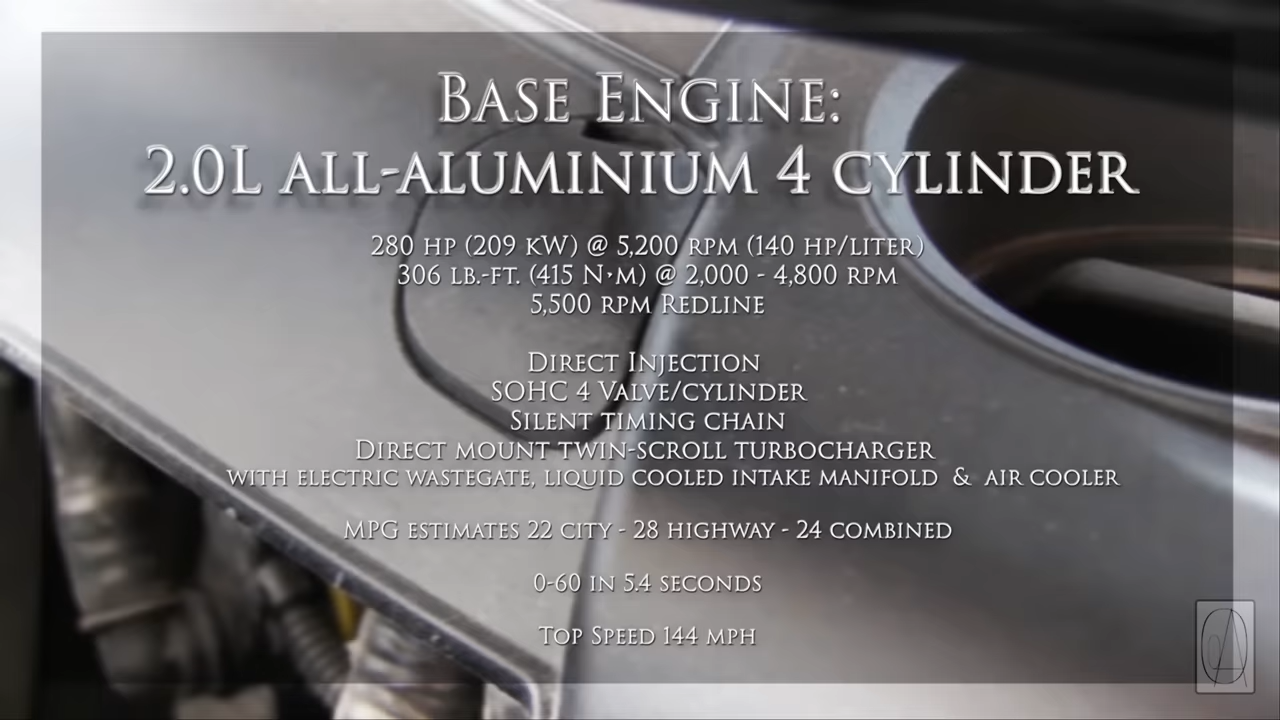 Base Engine:
2.0L all-aluminium 4 cylinder
280 hp (209 kW) @ 5,200 rpm (140 hp/liter)
306 lb.-ft. (415 N·m) @ 2,000 - 4,800 rpm
5,500 rpm Redline
Direct Injection
SOHC 4 Valve/cylinder
Silent timing chain
Direct mount twin-scroll turbocharger
with electric wastegate, liquid cooled intake manifold & air cooler
MPG estimates 22 city - 28 highway - 24 combined
0-60 in 5.4 seconds
Top Speed 144 mph